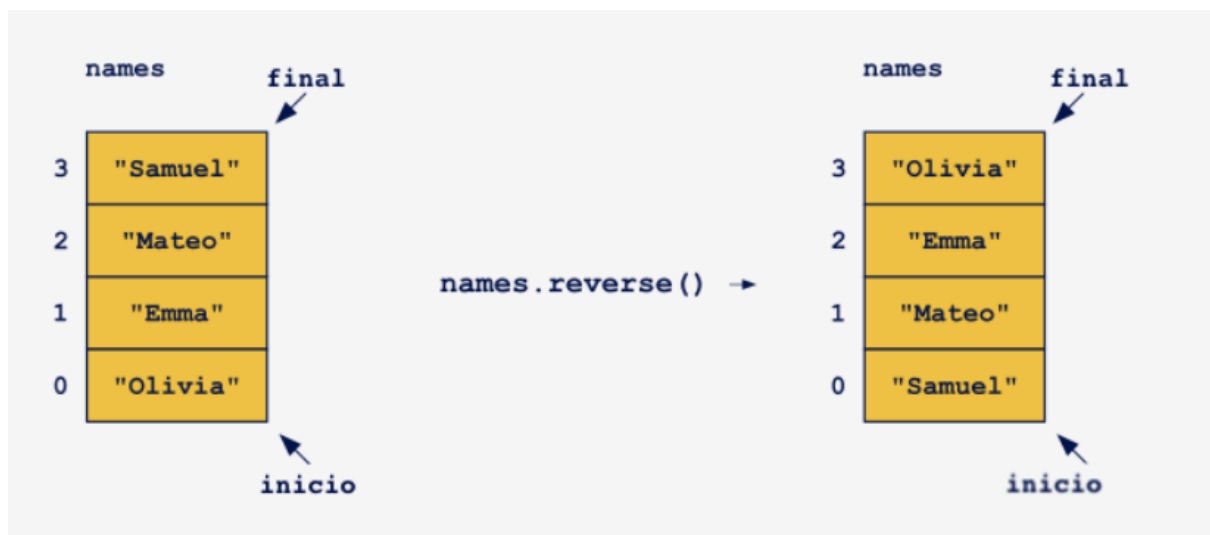 names
final
3 "Samuel"
2 "Mateo"
1 "Emma"
0 "Olivia"
inicio
names.reverse() →
names
final
3 "Olivia"
2 "Emma"
1 "Mateo"
0 "Samuel"
inicio